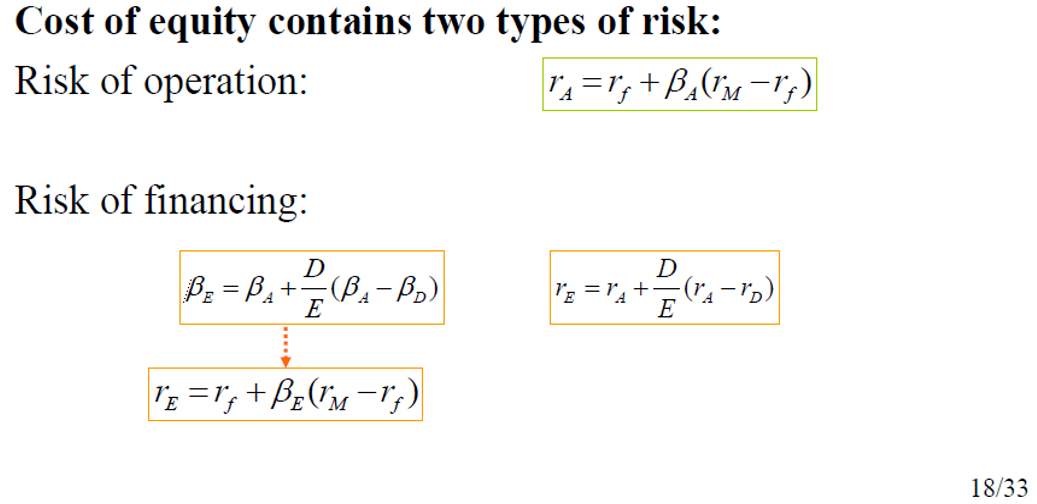 Cost of equity contains two types of risk:
Risk of operation: r_A = r_f + β_A(r_M − r_f)
Risk of financing:
β_E = β_A + D/E (β_A − β_D) r_E = r_A + D/E (r_A − r_D)
r_E = r_f + β_E(r_M − r_f)
18/33